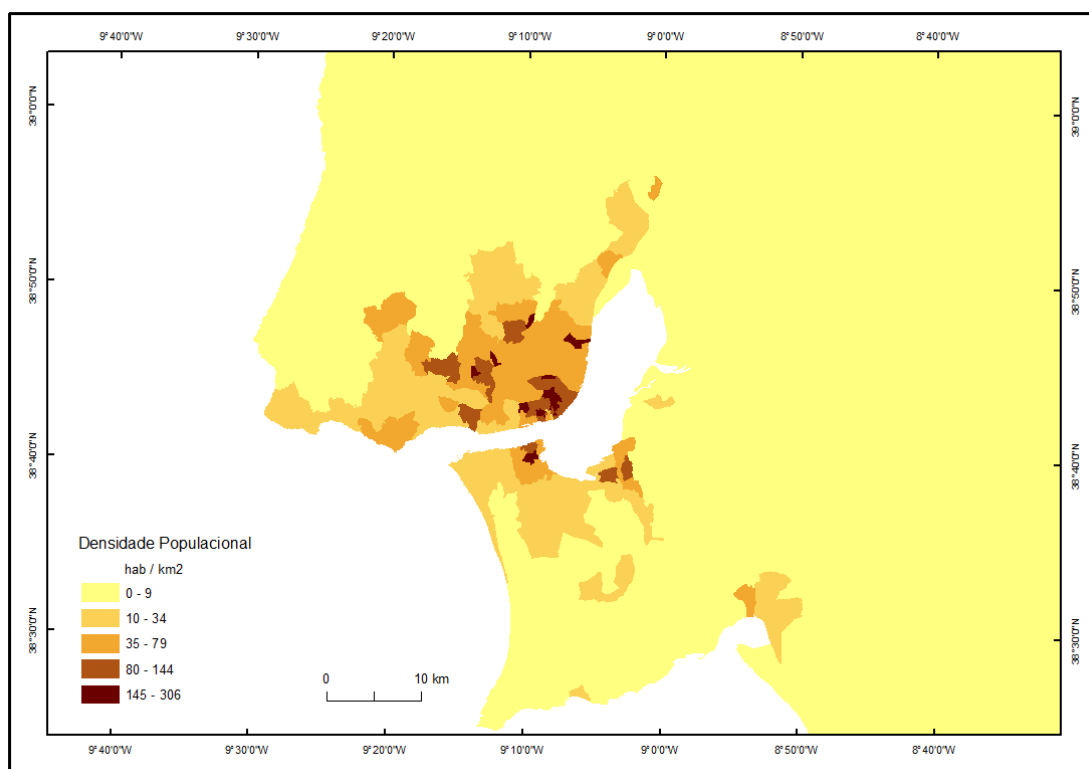 9°40'0"W 9°30'0"W 9°20'0"W 9°10'0"W 9°0'0"W 8°50'0"W 8°40'0"W
39°0'0"N 39°0'0"N
38°50'0"N 38°50'0"N
38°40'0"N 38°40'0"N
38°30'0"N 38°30'0"N
Densidade Populacional
hab / km2
0 - 9
10 - 34
35 - 79
80 - 144
145 - 306
0 10 km
9°40'0"W 9°30'0"W 9°20'0"W 9°10'0"W 9°0'0"W 8°50'0"W 8°40'0"W